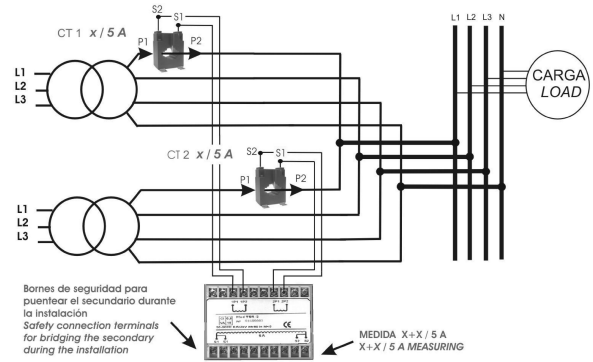 S2 S1
CT 1 x / 5 A
P1 P2
L1 L2 L3 N
L1
L2
L3
CARGA
LOAD
S2 S1
CT 2 x / 5 A
P1 P2
L1
L2
L3
Bornes de seguridad para
puentear el secundario durante
la instalación
Safety connection terminals
for bridging the secondary
during the installation
CE
MEDIDA X+X / 5 A
X+X / 5 A MEASURING